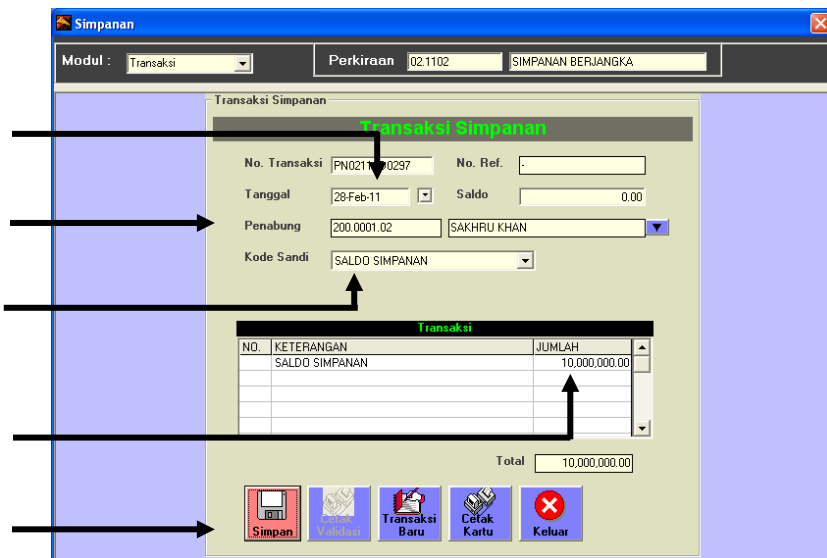 Simpanan
Modul : Transaksi Perkiraan 02.1102 SIMPANAN BERJANGKA
Transaksi Simpanan
Transaksi Simpanan
No. Transaksi No. Ref. -
Tanggal 28-Feb-11 Saldo 0.00
Penabung 200.0001.02 SAKHRU KHAN
Kode Sandi SALDO SIMPANAN
Transaksi
NO. KETERANGAN JUMLAH
SALDO SIMPANAN 10,000,000.00
Total 10,000,000.00
Simpan Cetak Validasi Transaksi Baru Cetak Kartu Keluar